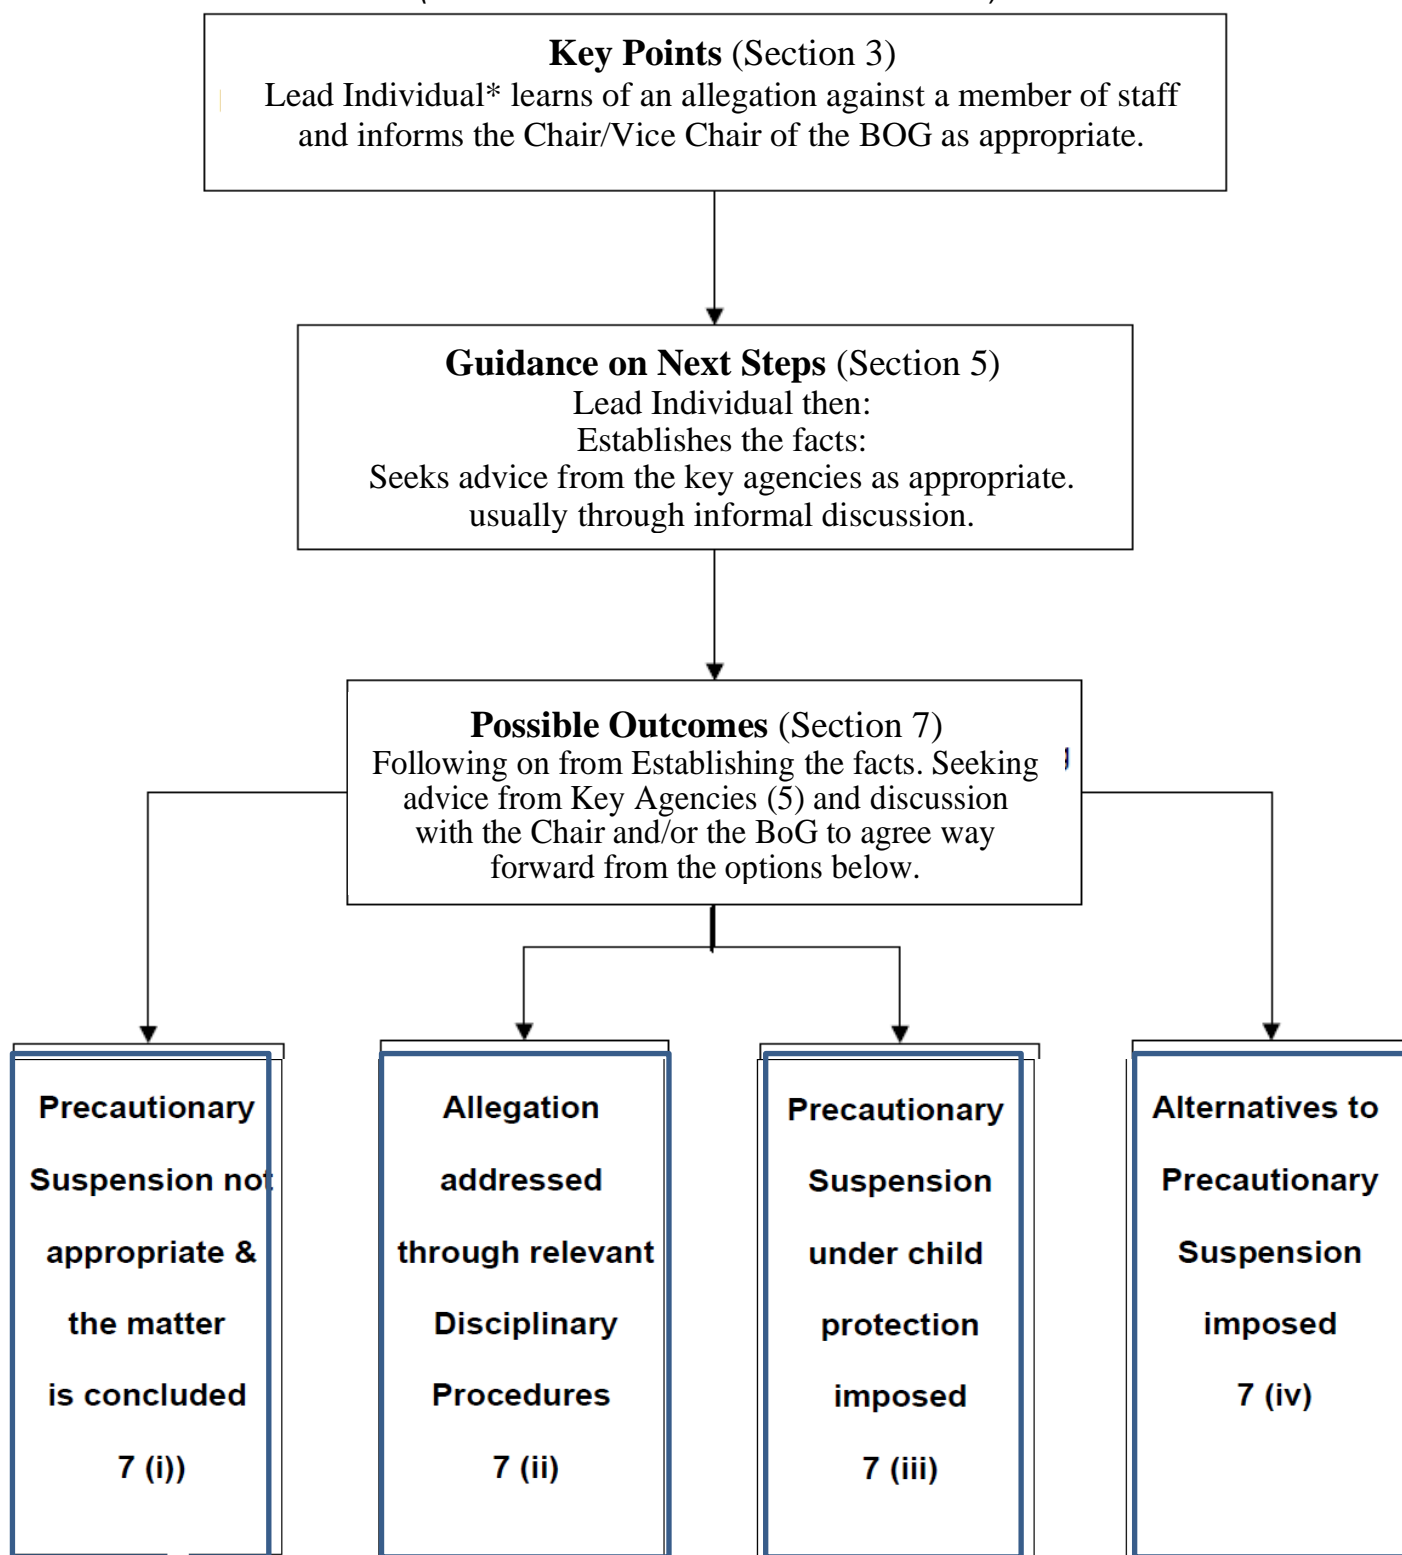 Key Points (Section 3)
Lead Individual* learns of an allegation against a member of staff
and informs the Chair/Vice Chair of the BOG as appropriate.
Guidance on Next Steps (Section 5)
Lead Individual then:
Establishes the facts:
Seeks advice from the key agencies as appropriate.
usually through informal discussion.
Possible Outcomes (Section 7)
Following on from Establishing the facts. Seeking
advice from Key Agencies (5) and discussion
with the Chair and/or the BoG to agree way
forward from the options below.
Precautionary
Suspension not
appropriate &
the matter
is concluded
7 (i))
Allegation
addressed
through relevant
Disciplinary
Procedures
7 (ii)
Precautionary
Suspension
under child
protection
imposed
7 (iii)
Alternatives to
Precautionary
Suspension
imposed
7 (iv)